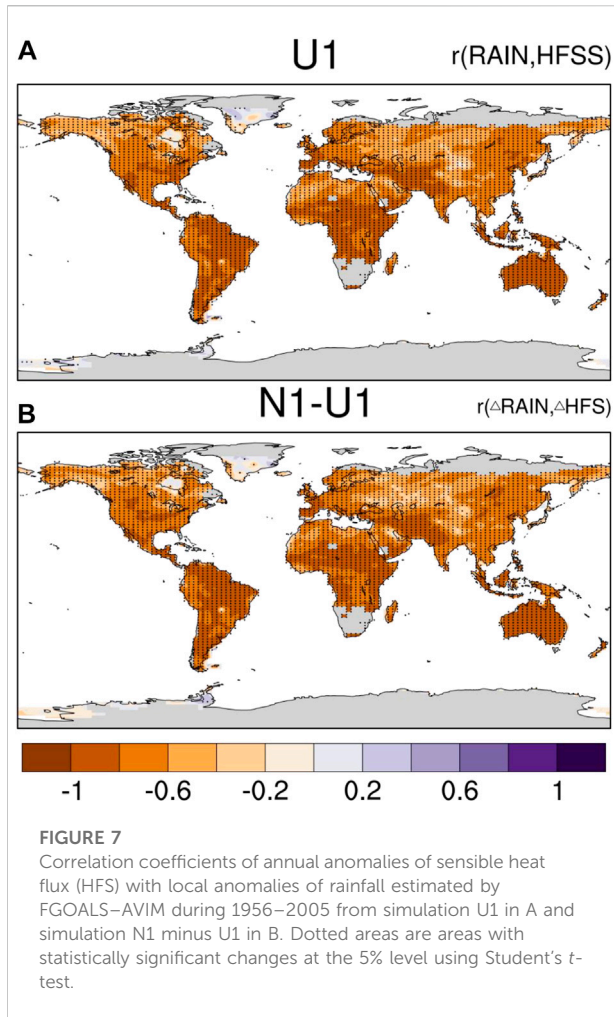 A
U1
r(RAIN,HFSS)
B
N1-U1
r(△RAIN,△HFS)
-1 -0.6 -0.2 0.2 0.6 1
FIGURE 7
Correlation coefficients of annual anomalies of sensible heat
flux (HFS) with local anomalies of rainfall estimated by
FGOALS–AVIM during 1956–2005 from simulation U1 in A and
simulation N1 minus U1 in B. Dotted areas are areas with
statistically significant changes at the 5% level using Student's t-
test.